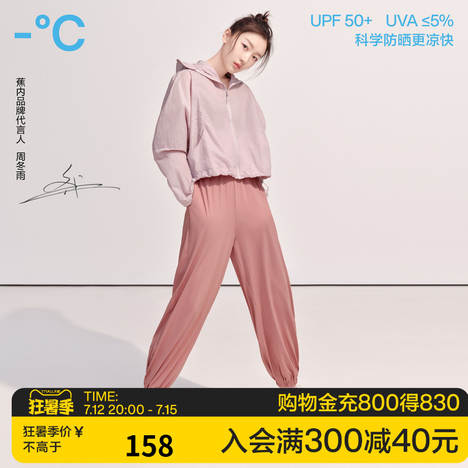 -°C
UPF 50+ UVA ≤5%
科学防晒更凉快
蕉内品牌代言人 周冬雨
狂暑季
TIME:
7.12 20:00 - 7.15
购物金充800得830
狂暑季价￥
不高于
158
入会满300减40元